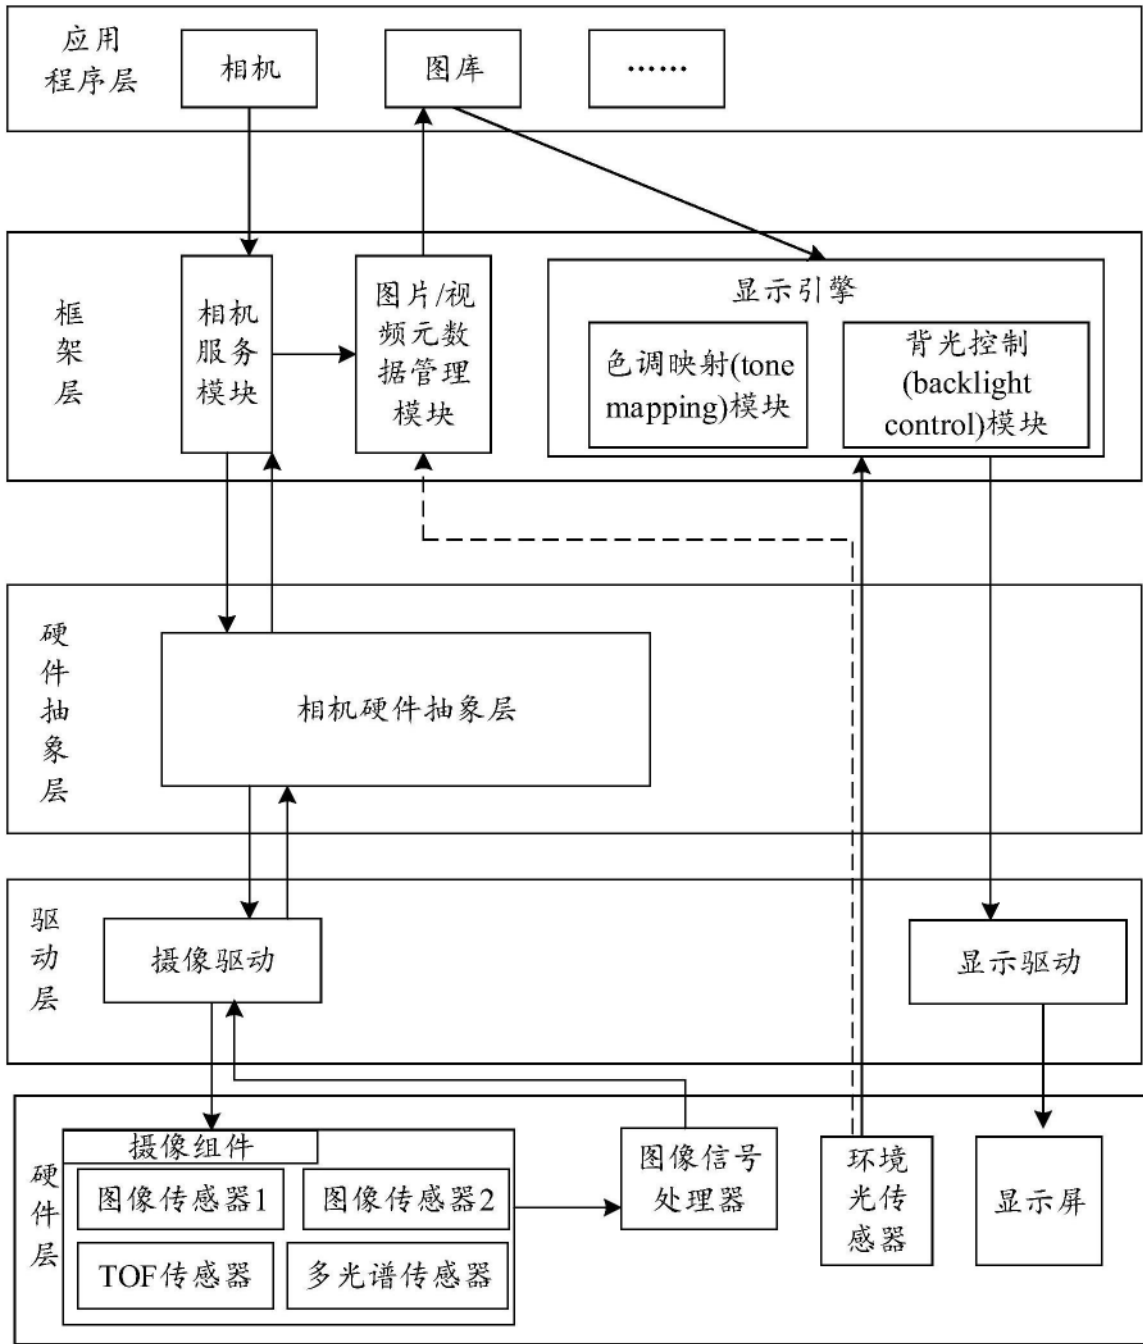 应用
程序层
相机
图库
……
框
架
层
相机
服务
模块
图片/视
频元数
据管理
模块
显示引擎
色调映射(tone
mapping)模块
背光控制
(backlight
control)模块
硬
件
抽
象
层
相机硬件抽象层
驱
动
层
摄像驱动
显示驱动
硬
件
层
摄像组件
图像传感器1
图像传感器2
TOF传感器
多光谱传感器
图像信号
处理器
环境
光传
感器
显示屏